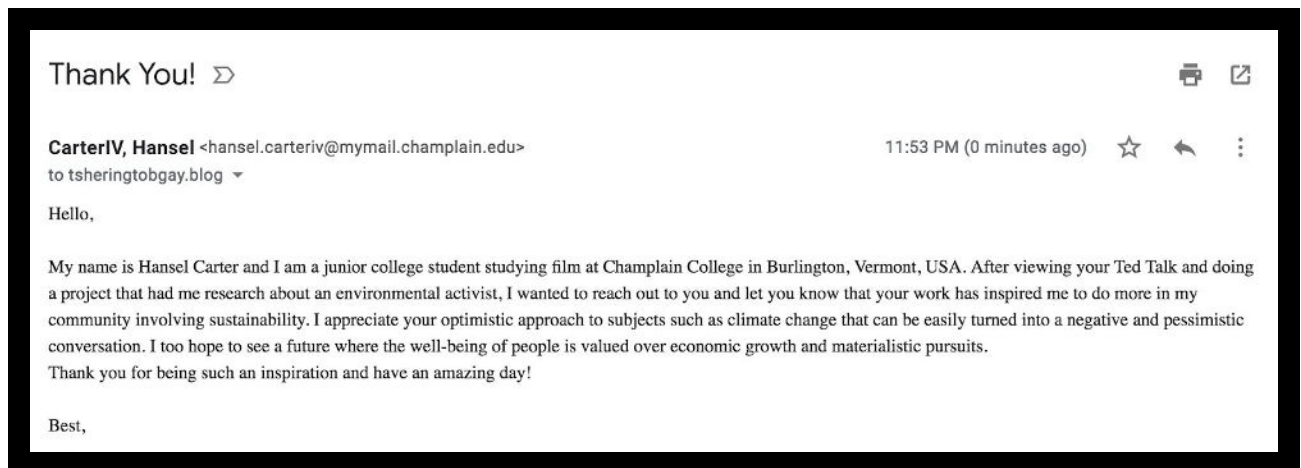 Thank You!
CarterIV, Hansel <hansel.carteriv@mymail.champlain.edu> 11:53 PM (0 minutes ago)
to tsheringtobgay.blog
Hello,
My name is Hansel Carter and I am a junior college student studying film at Champlain College in Burlington, Vermont, USA. After viewing your Ted Talk and doing
a project that had me research about an environmental activist, I wanted to reach out to you and let you know that your work has inspired me to do more in my
community involving sustainability. I appreciate your optimistic approach to subjects such as climate change that can be easily turned into a negative and pessimistic
conversation. I too hope to see a future where the well-being of people is valued over economic growth and materialistic pursuits.
Thank you for being such an inspiration and have an amazing day!
Best,